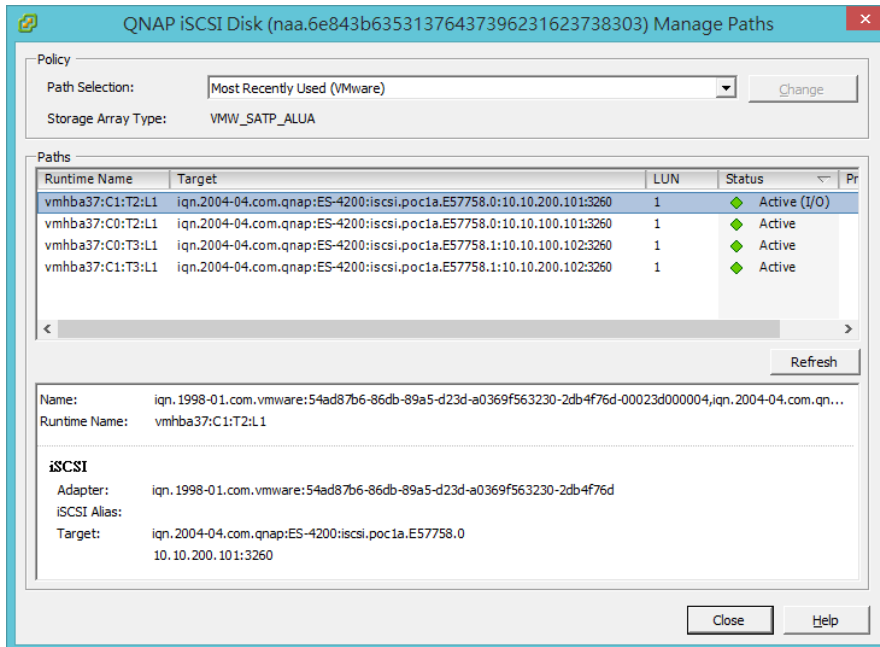 QNAP iSCSI Disk (naa.6e843b63531376437396231623738303) Manage Paths
Policy
Path Selection: Most Recently Used (VMware) Change
Storage Array Type: VMW_SATP_ALUA
Paths
Runtime Name Target LUN Status Pr
vmhba37:C1:T2:L1 iqn.2004-04.com.qnap:ES-4200:iscsi.poc1a.E57758.0:10.10.200.101:3260 1 Active (I/O)
vmhba37:C0:T2:L1 iqn.2004-04.com.qnap:ES-4200:iscsi.poc1a.E57758.0:10.10.100.101:3260 1 Active
vmhba37:C0:T3:L1 iqn.2004-04.com.qnap:ES-4200:iscsi.poc1a.E57758.1:10.10.100.102:3260 1 Active
vmhba37:C1:T3:L1 iqn.2004-04.com.qnap:ES-4200:iscsi.poc1a.E57758.1:10.10.200.102:3260 1 Active
Refresh
Name: iqn.1998-01.com.vmware:54ad87b6-86db-89a5-d23d-a0369f563230-2db4f76d-00023d000004,iqn.2004-04.com.qn...
Runtime Name: vmhba37:C1:T2:L1
iSCSI
Adapter: iqn.1998-01.com.vmware:54ad87b6-86db-89a5-d23d-a0369f563230-2db4f76d
iSCSI Alias:
Target: iqn.2004-04.com.qnap:ES-4200:iscsi.poc1a.E57758.0
10.10.200.101:3260
Close Help